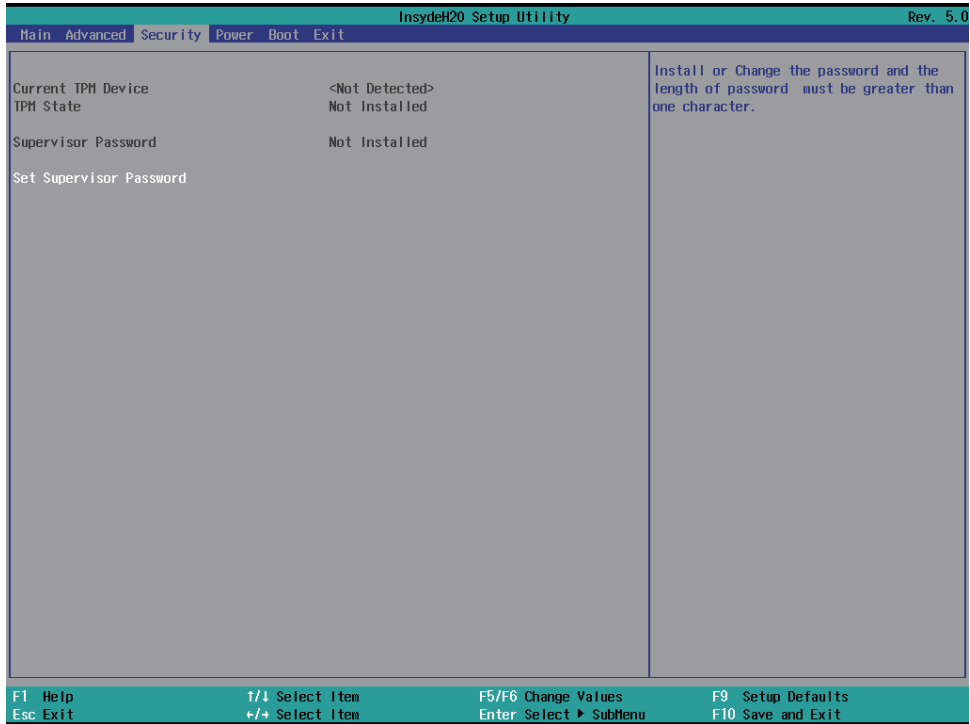 InsydeH20 Setup Utility Rev. 5.0
Main Advanced Security Power Boot Exit
Current TPM Device <Not Detected>
TPM State Not Installed
Supervisor Password Not Installed
Set Supervisor Password
Install or Change the password and the
length of password must be greater than
one character.
F1 Help ↑/↓ Select Item F5/F6 Change Values F9 Setup Defaults
Esc Exit ←/→ Select Item Enter Select ▶ SubMenu F10 Save and Exit